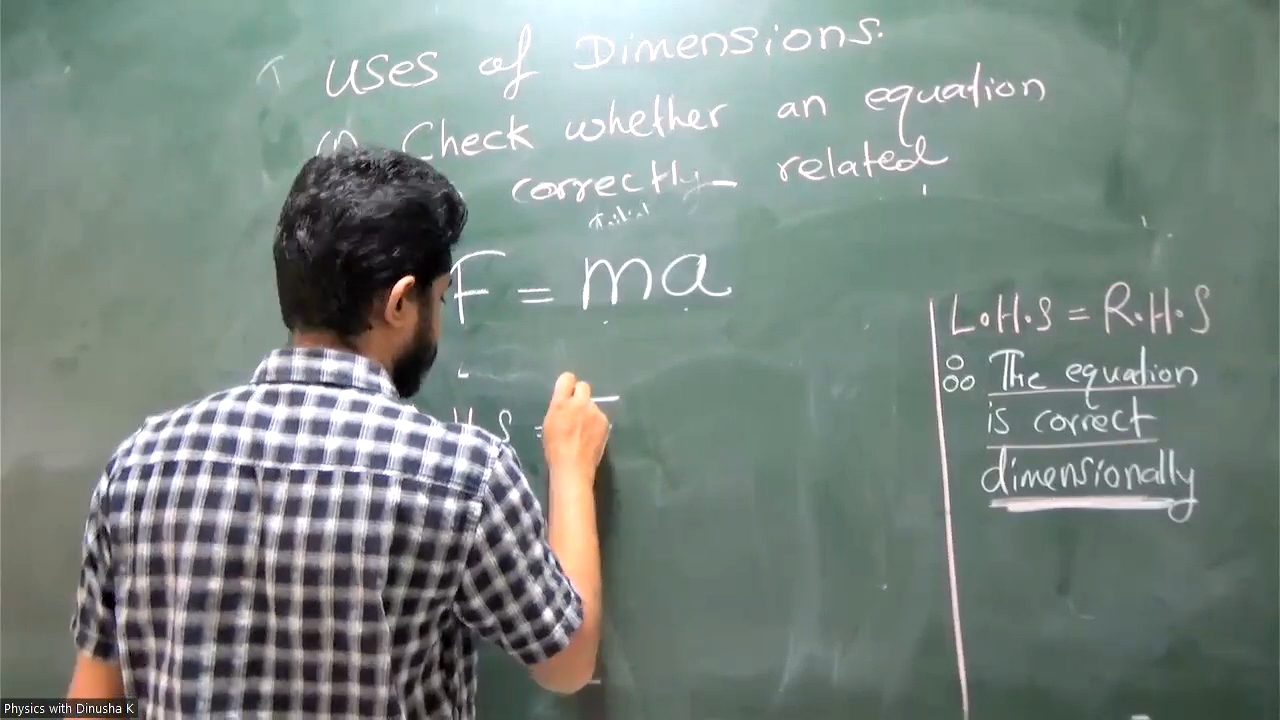 Uses of Dimensions.
(1) Check whether an equation
correctly related
F = ma
H.S =
L.H.S = R.H.S
∴ The equation
is correct
dimensionally
Physics with Dinusha K